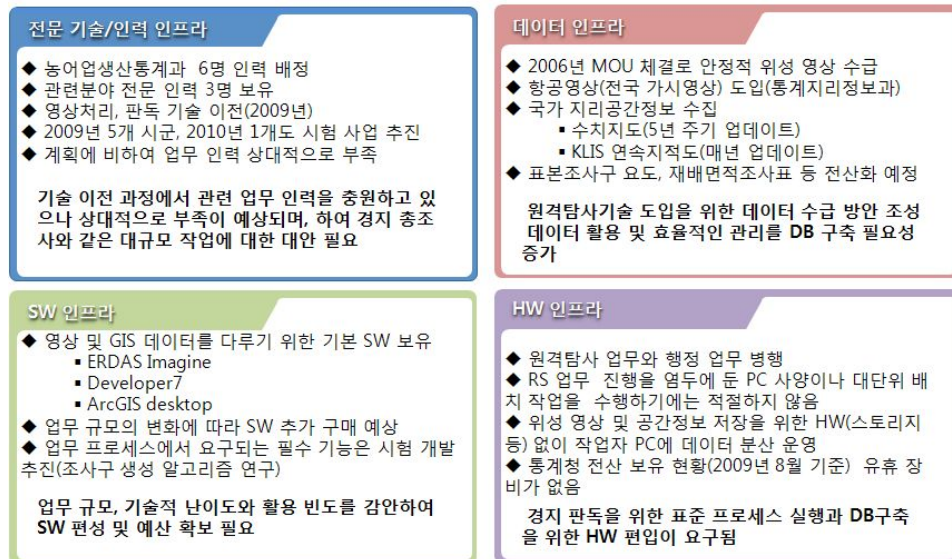 전문 기술/인력 인프라
◆ 농어업생산통계과 6명 인력 배정
◆ 관련분야 전문 인력 3명 보유
◆ 영상처리, 판독 기술 이전(2009년)
◆ 2009년 5개 시군, 2010년 1개도 시험 사업 추진
◆ 계획에 비하여 업무 인력 상대적으로 부족
기술 이전 과정에서 관련 업무 인력을 충원하고 있
으나 상대적으로 부족이 예상되며, 하여 경지 총조
사와 같은 대규모 작업에 대한 대안 필요
데이터 인프라
◆ 2006년 MOU 체결로 안정적 위성 영상 수급
◆ 항공영상(전국 가시영상) 도입(통계지리정보과)
◆ 국가 지리공간정보 수집
▪ 수치지도(5년 주기 업데이트)
▪ KLIS 연속지적도(매년 업데이트)
◆ 표본조사구 요도, 재배면적조사표 등 전산화 예정
원격탐사기술 도입을 위한 데이터 수급 방안 조성
데이터 활용 및 효율적인 관리를 DB 구축 필요성
증가
SW 인프라
◆ 영상 및 GIS 데이터를 다루기 위한 기본 SW 보유
▪ ERDAS Imagine
▪ Developer7
▪ ArcGIS desktop
◆ 업무 규모의 변화에 따라 SW 추가 구매 예상
◆ 업무 프로세스에서 요구되는 필수 기능은 시험 개발
추진(조사구 생성 알고리즘 연구)
업무 규모, 기술적 난이도와 활용 빈도를 감안하여
SW 편성 및 예산 확보 필요
HW 인프라
◆ 원격탐사 업무와 행정 업무 병행
◆ RS 업무 진행을 염두에 둔 PC 사양이나 대단위 배
치 작업을 수행하기에는 적절하지 않음
◆ 위성 영상 및 공간정보 저장을 위한 HW(스토리지
등) 없이 작업자 PC에 데이터 분산 운영
◆ 통계청 전산 보유 현황(2009년 8월 기준) 유휴 장
비가 없음
경지 판독을 위한 표준 프로세스 실행과 DB구축
을 위한 HW 편입이 요구됨